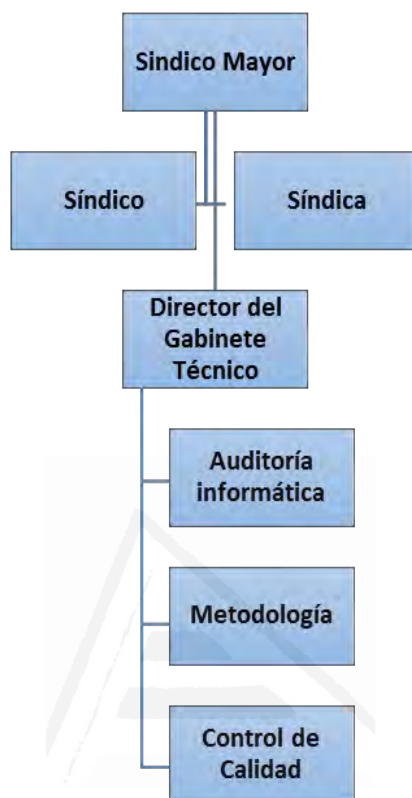 Sindico Mayor
Síndico
Síndica
Director del
Gabinete
Técnico
Auditoría
informática
Metodología
Control de
Calidad